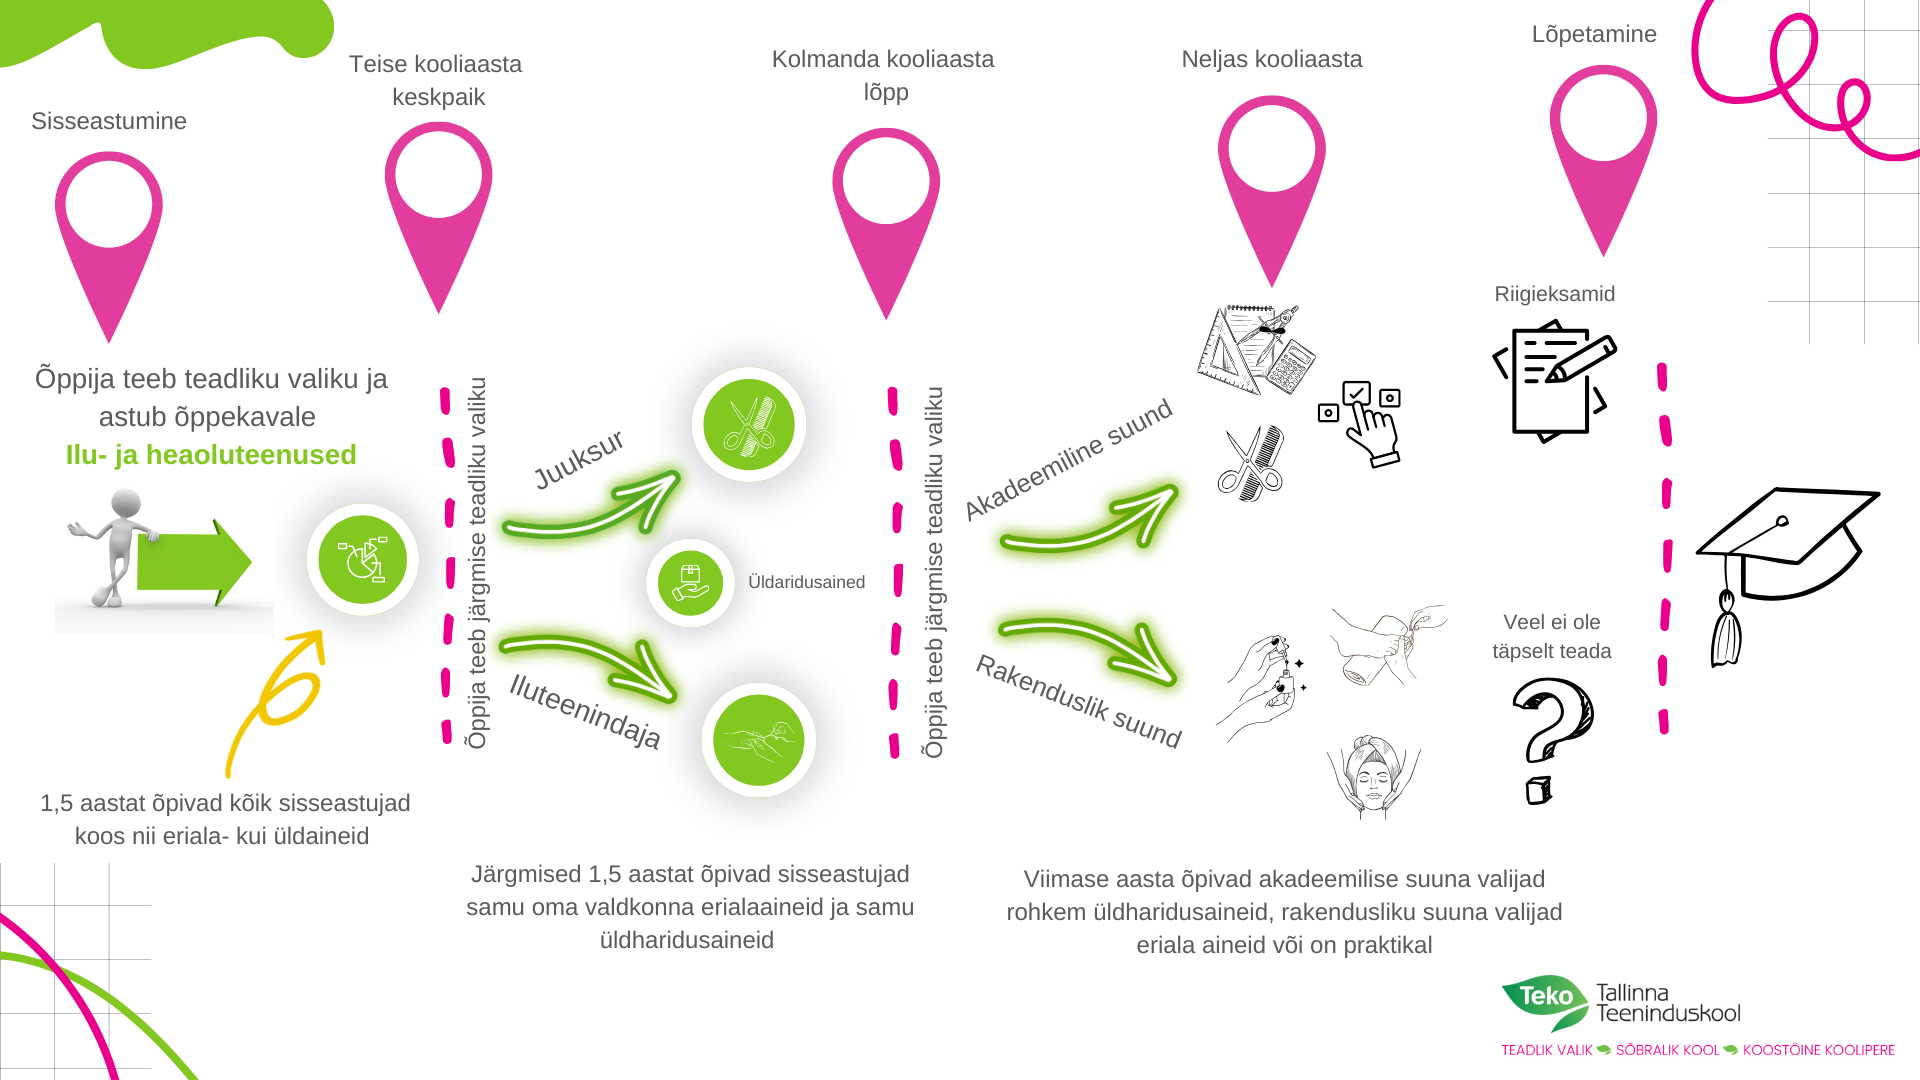 Sisseastumine
Teise kooliaasta
keskpaik
Kolmanda kooliaasta
lõpp
Neljas kooliaasta
Lõpetamine
Õppija teeb teadliku valiku ja
astub õppekavale
Ilu- ja heaoluteenused
1,5 aastat õpivad kõik sisseastujad
koos nii eriala- kui üldaineid
Õppija teeb järgmise teadliku valiku
Juuksur
Üldaridusained
Iluteenindaja
Järgmised 1,5 aastat õpivad sisseastujad
samu oma valdkonna erialaaineid ja samu
üldharidusaineid
Õppija teeb järgmise teadliku valiku
Akadeemiline suund
Rakenduslik suund
Viimase aasta õpivad akadeemilise suuna valijad
rohkem üldharidusaineid, rakendusliku suuna valijad
eriala aineid või on praktikal
Riigieksamid
Veel ei ole
täpselt teada
Teko
Tallinna
Teeninduskool
TEADLIK VALIK SÕBRALIK KOOL KOOSTÖINE KOOLIPERE